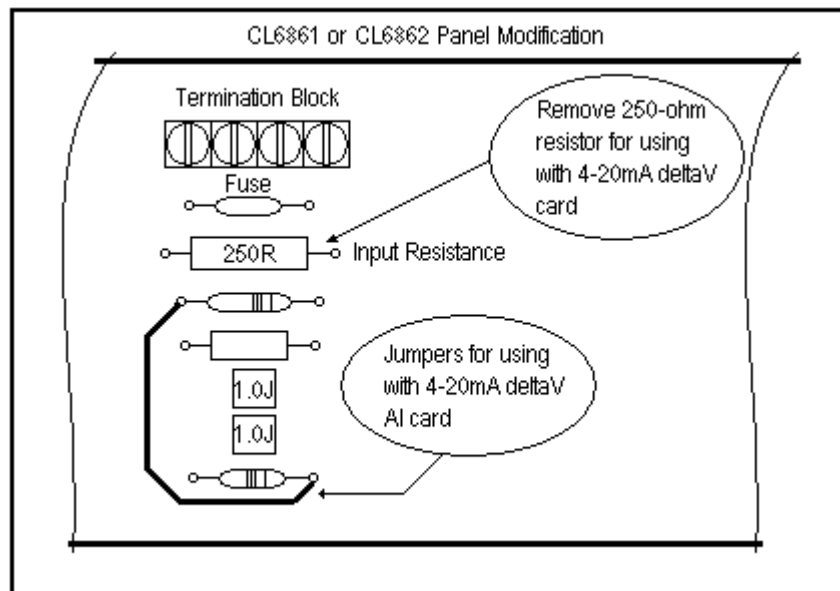 CL6861 or CL6862 Panel Modification
Termination Block
Remove 250-ohm
resistor for using
with 4-20mA deltaV
card
Fuse
250R
Input Resistance
Jumpers for using
with 4-20mA deltaV
AI card
1.0J
1.0J